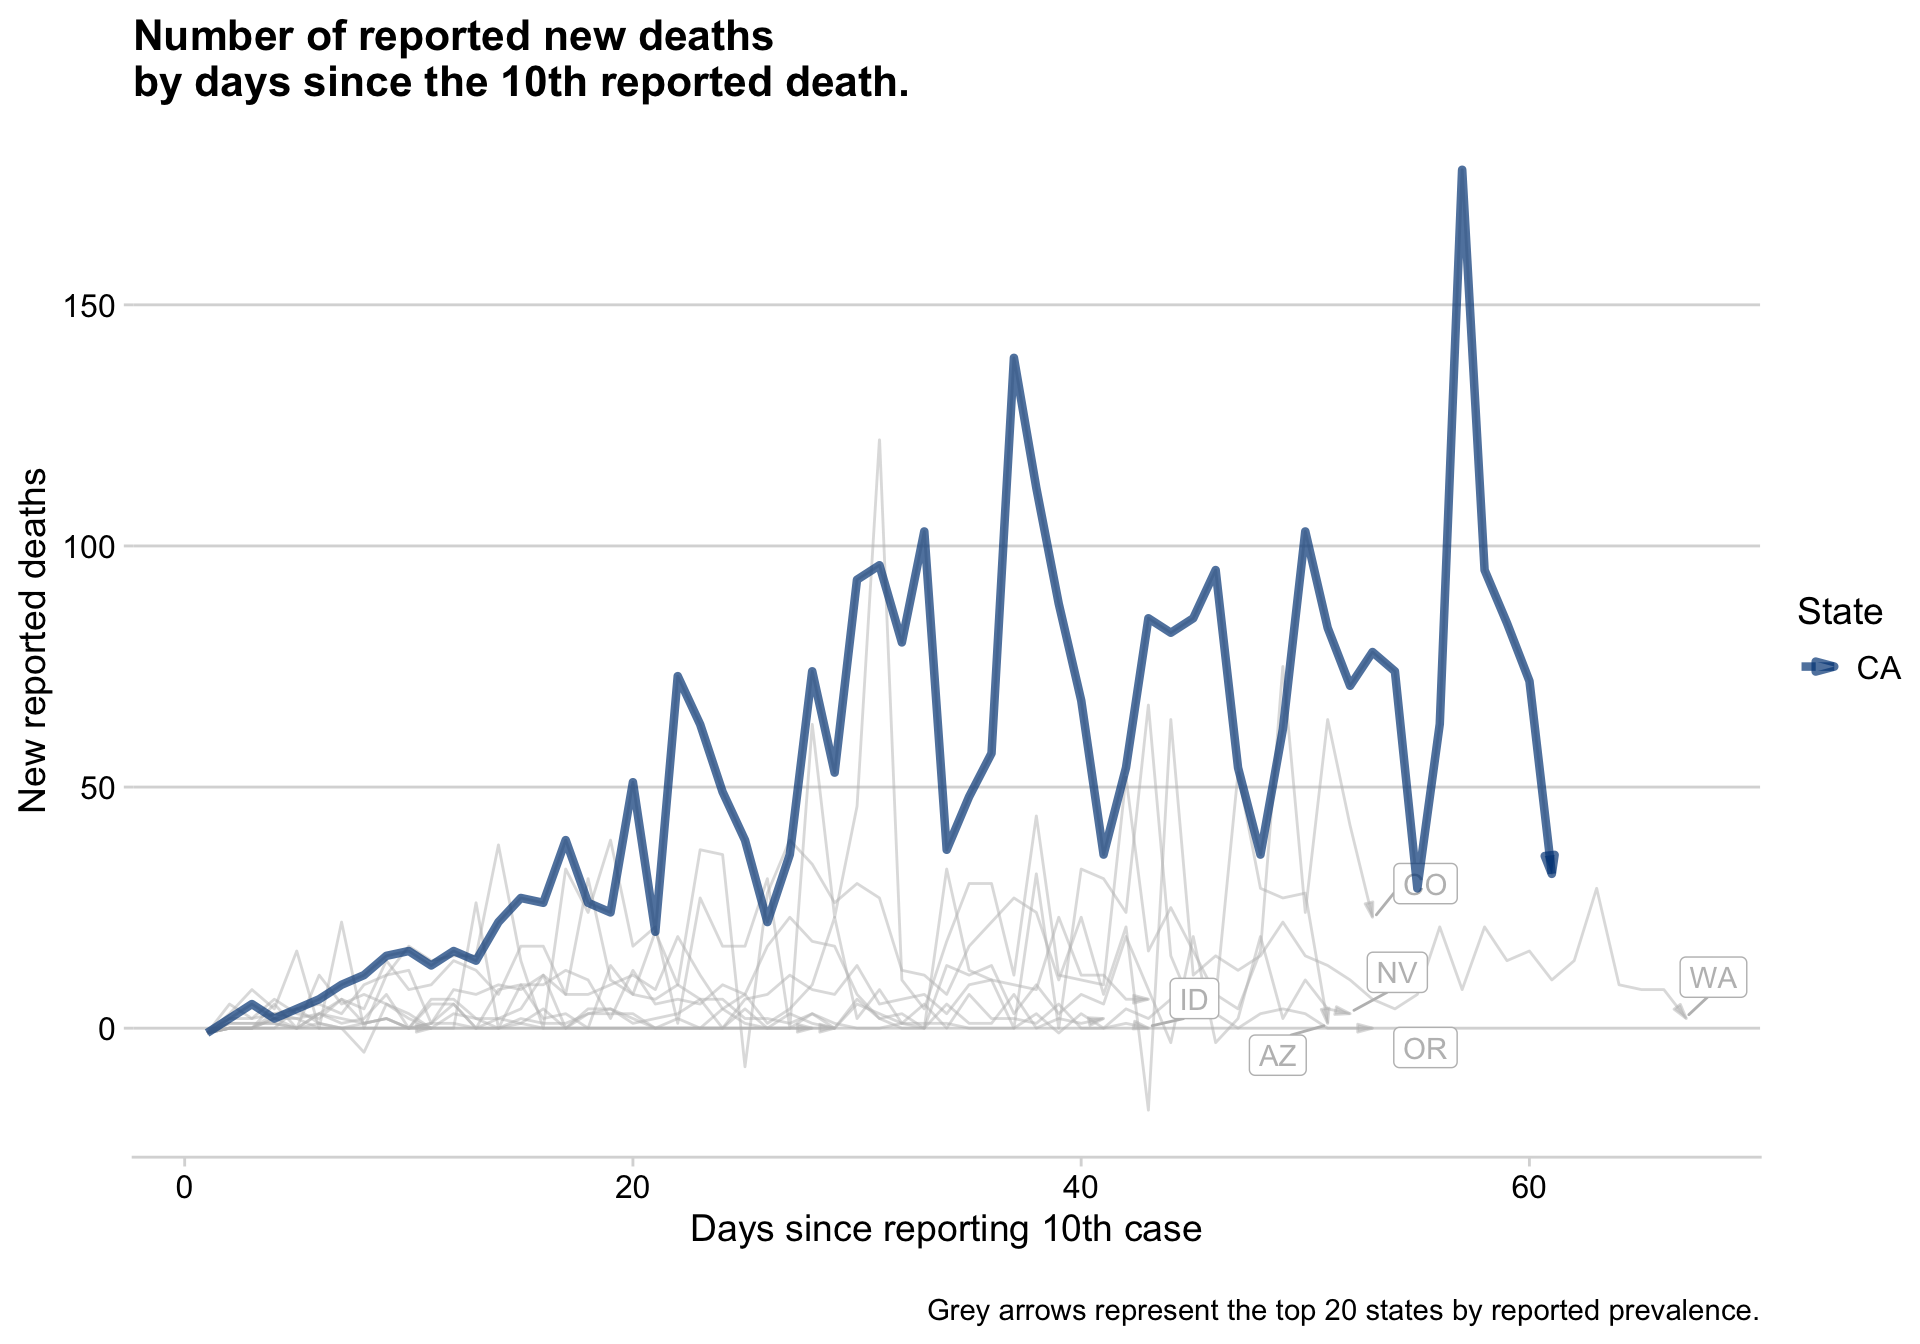 Number of reported new deaths
by days since the 10th reported death.
New reported deaths
150
100
50
0
CO
NV
WA
ID
AZ
OR
0
20
40
60
Days since reporting 10th case
State
CA
Grey arrows represent the top 20 states by reported prevalence.